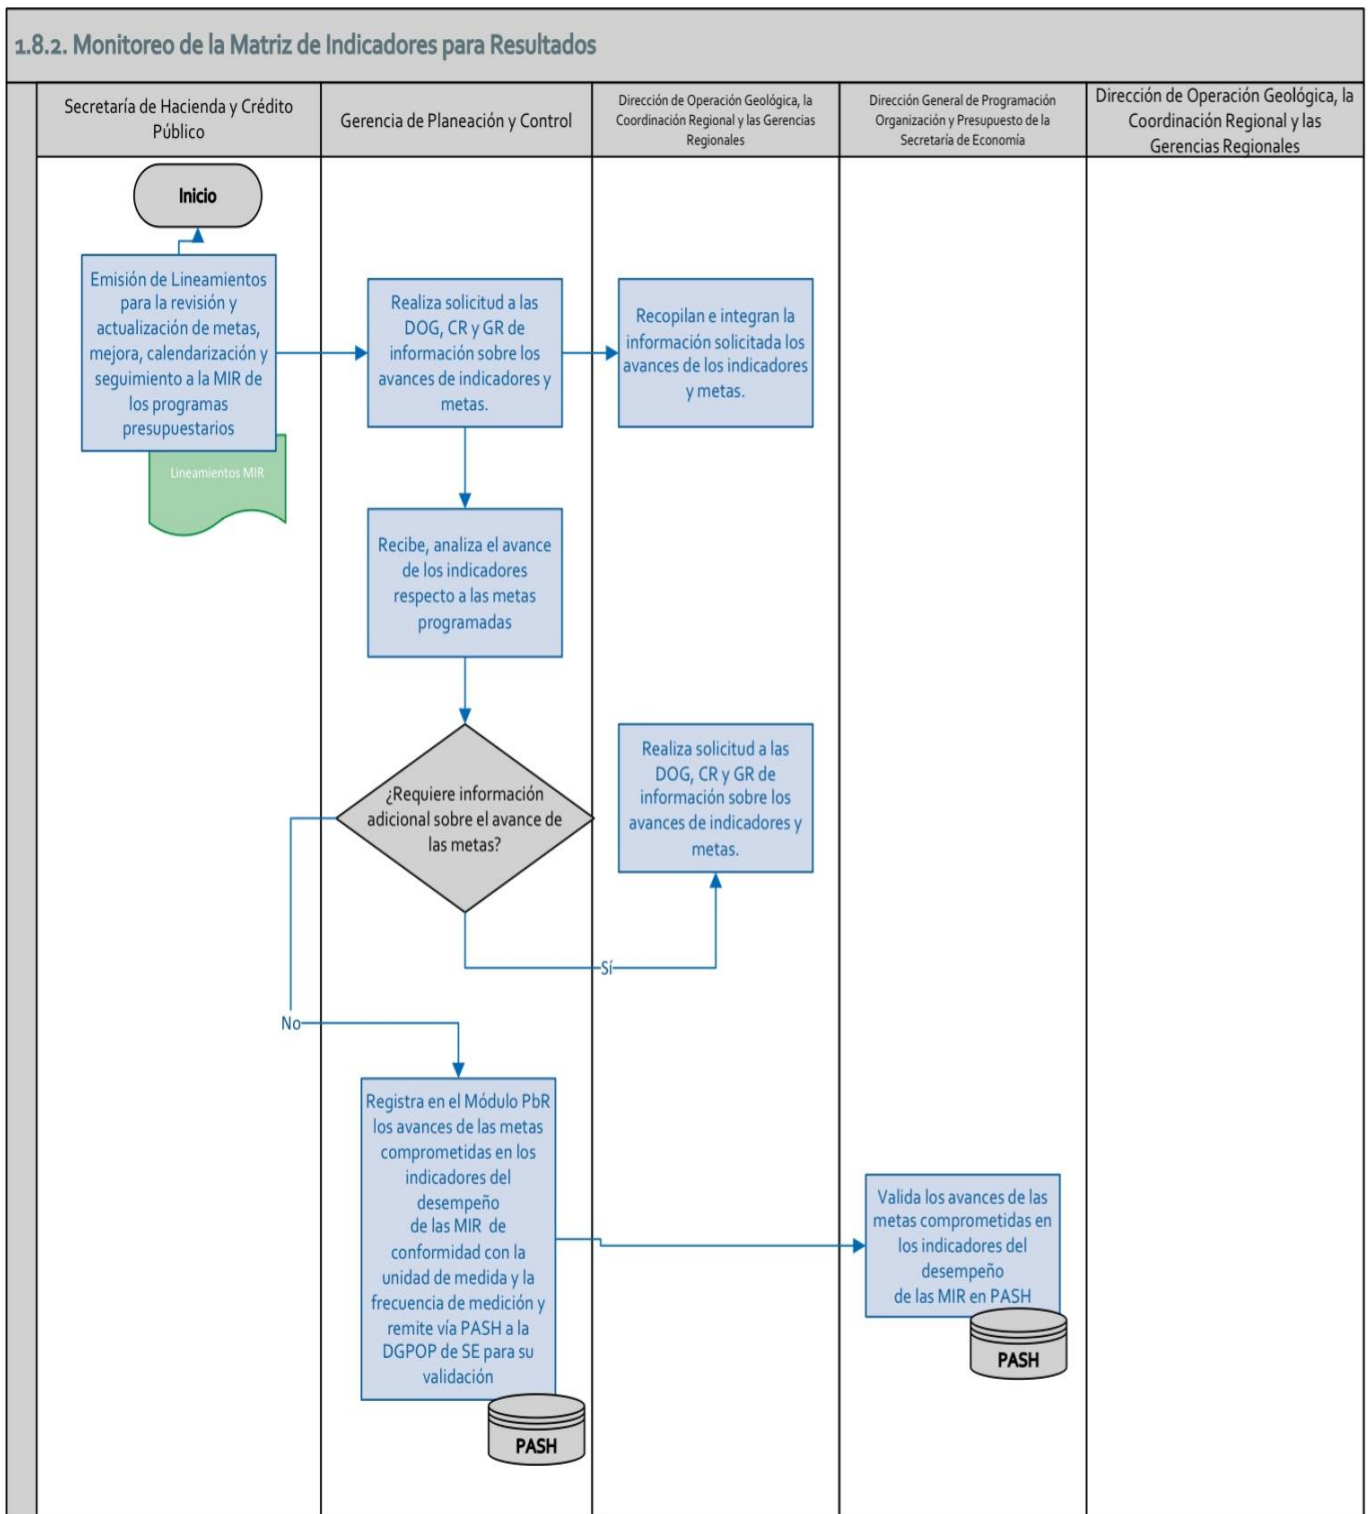 1.8.2. Monitoreo de la Matriz de Indicadores para Resultados
Secretaría de Hacienda y Crédito
Público
Gerencia de Planeación y Control
Dirección de Operación Geológica, la
Coordinación Regional y las Gerencias
Regionales
Dirección General de Programación
Organización y Presupuesto de la
Secretaría de Economía
Dirección de Operación Geológica, la
Coordinación Regional y las
Gerencias Regionales
Inicio
Emisión de Lineamientos
para la revisión y
actualización de metas,
mejora, calendarización y
seguimiento a la MIR de
los programas
presupuestarios
Lineamientos MIR
Realiza solicitud a las
DOG, CR y GR de
información sobre los
avances de indicadores y
metas.
Recopilan e integran la
información solicitada los
avances de los indicadores
y metas.
Recibe, analiza el avance
de los indicadores
respecto a las metas
programadas
¿Requiere información
adicional sobre el avance de
las metas?
Realiza solicitud a las
DOG, CR y GR de
información sobre los
avances de indicadores y
metas.
Sí
No
Registra en el Módulo PbR
los avances de las metas
comprometidas en los
indicadores del
desempeño
de las MIR de
conformidad con la
unidad de medida y la
frecuencia de medición y
remite vía PASH a la
DGPOP de SE para su
validación
PASH
Valida los avances de las
metas comprometidas en
los indicadores del
desempeño
de las MIR en PASH
PASH